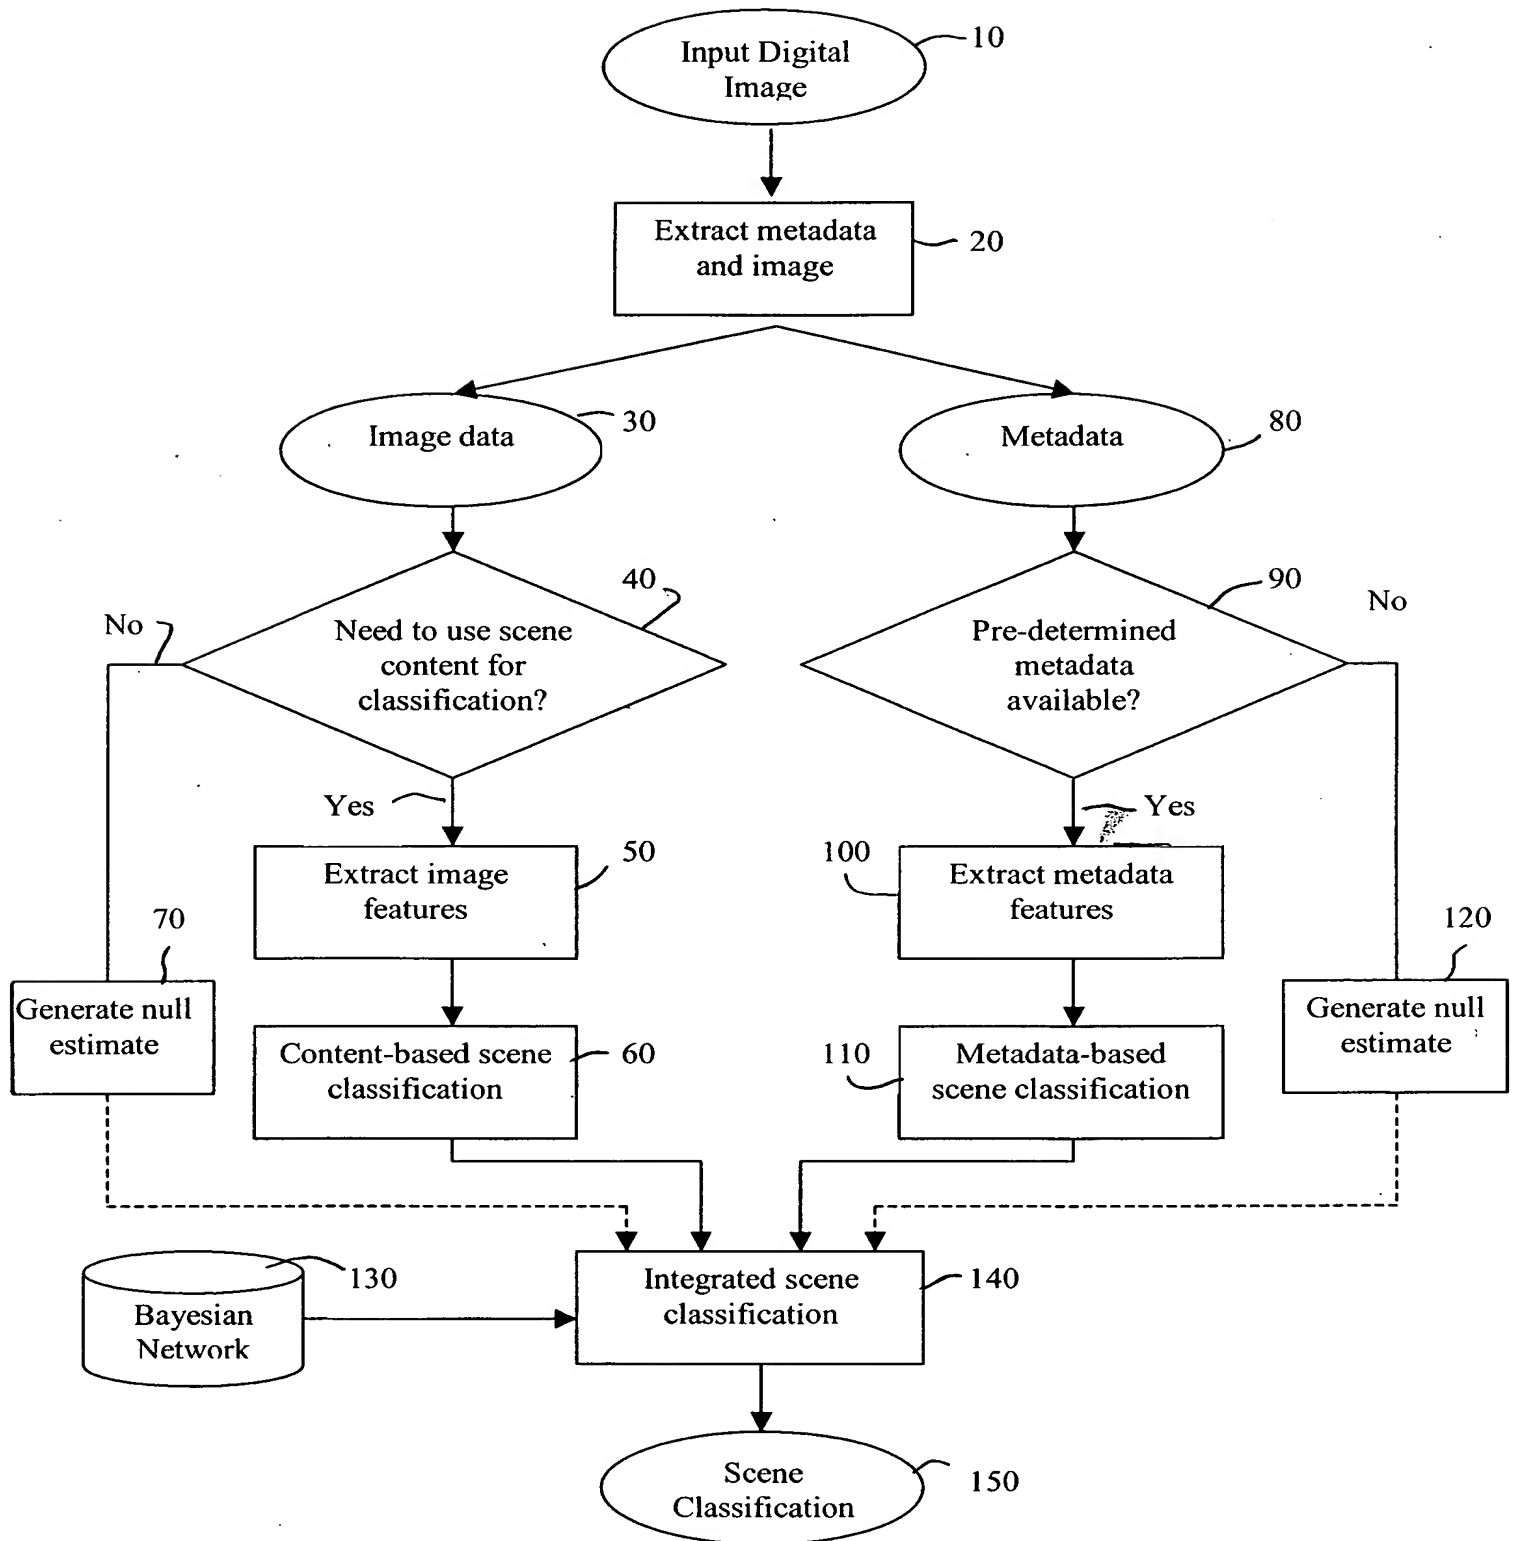 Input Digital
Image
10
Extract metadata
and image
20
Image data
30
Metadata
80
Need to use scene
content for
classification?
40
No
Pre-determined
metadata
available?
90
No
Yes
Yes
Extract image
features
50
100
Extract metadata
features
70
Generate null
estimate
120
Generate null
estimate
Content-based scene
classification
60
110
Metadata-based
scene classification
Bayesian
Network
130
Integrated scene
classification
140
Scene
Classification
150